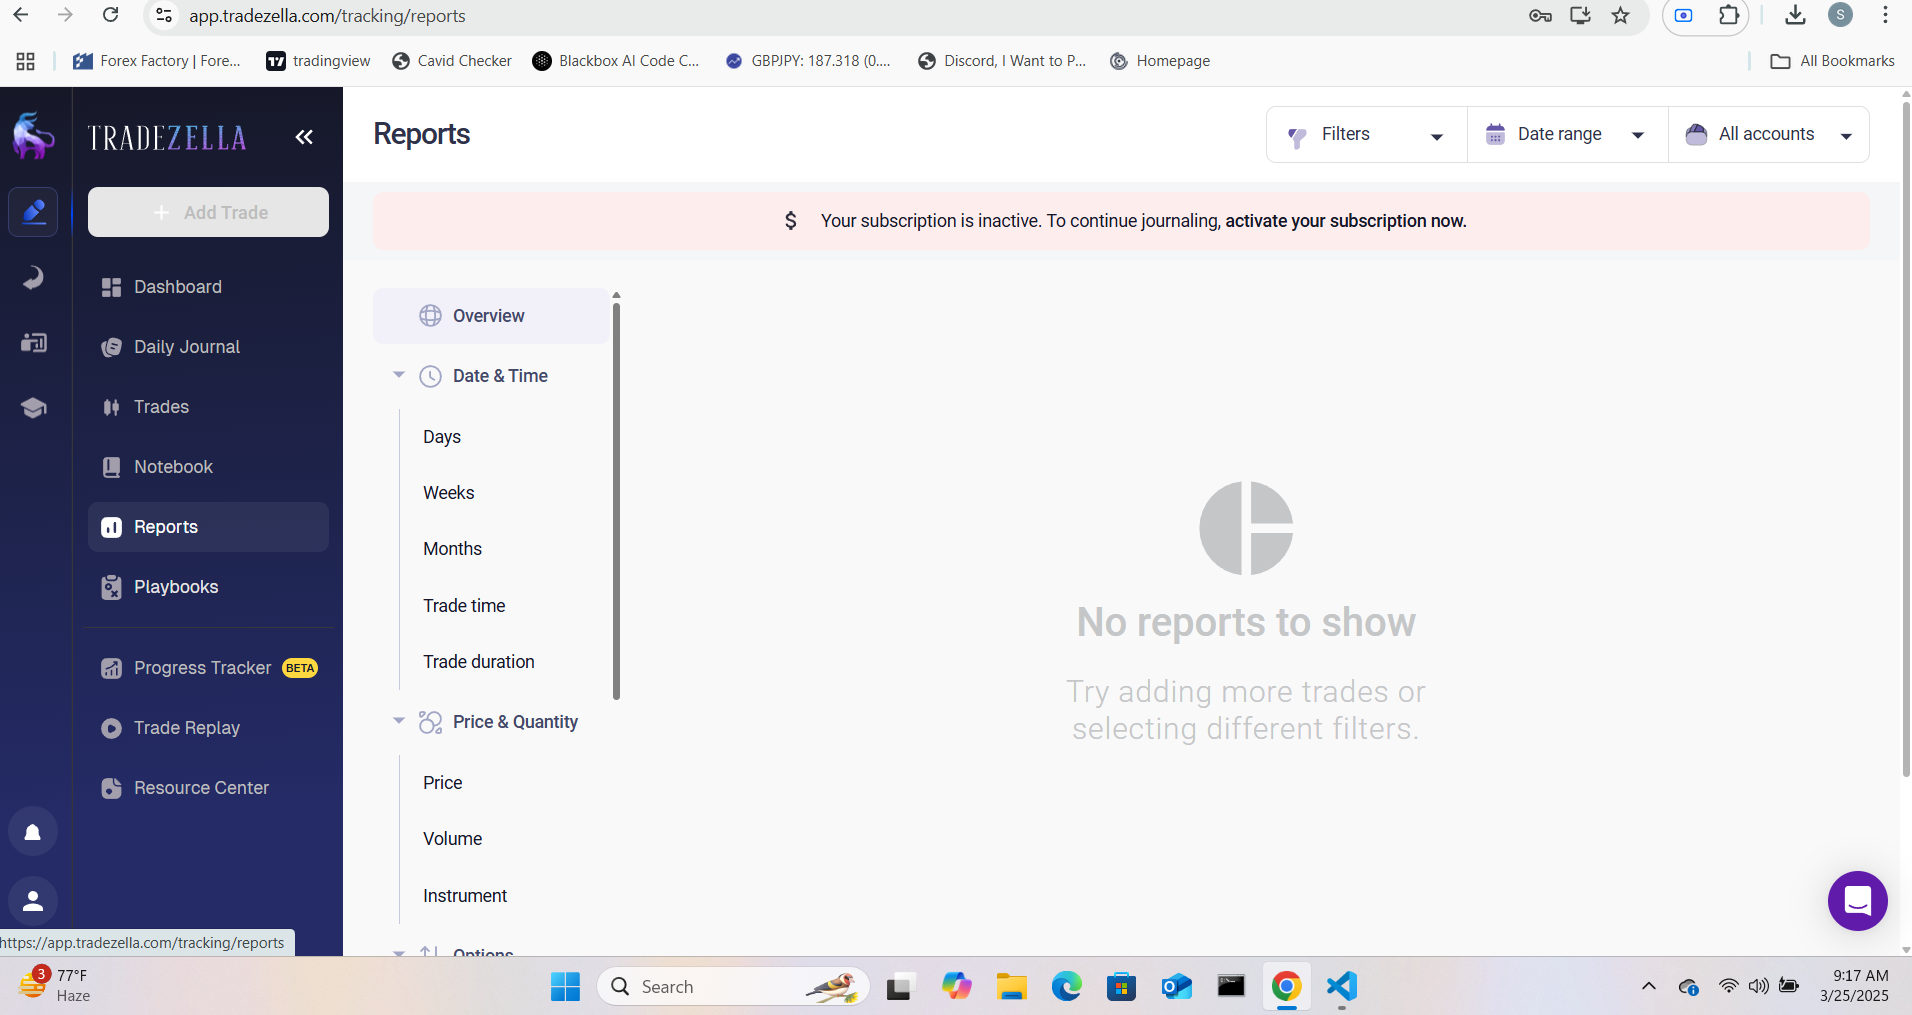 app.tradezella.com/tracking/reports
S
Forex Factory | Fore...
tradingview
Cavid Checker
Blackbox AI Code C...
GBPJPY: 187.318 (0....
Discord, I Want to P...
Homepage
All Bookmarks
TRADEZELLA
+ Add Trade
Dashboard
Daily Journal
Trades
Notebook
Reports
Playbooks
Progress Tracker BETA
Trade Replay
Resource Center
https://app.tradezella.com/tracking/reports
Reports
Filters
Date range
All accounts
$ Your subscription is inactive. To continue journaling, activate your subscription now.
Overview
Date & Time
Days
Weeks
Months
Trade time
Trade duration
Price & Quantity
Price
Volume
Instrument
Options
No reports to show
Try adding more trades or
selecting different filters.
3
77°F
Haze
Search
9:17 AM
3/25/2025